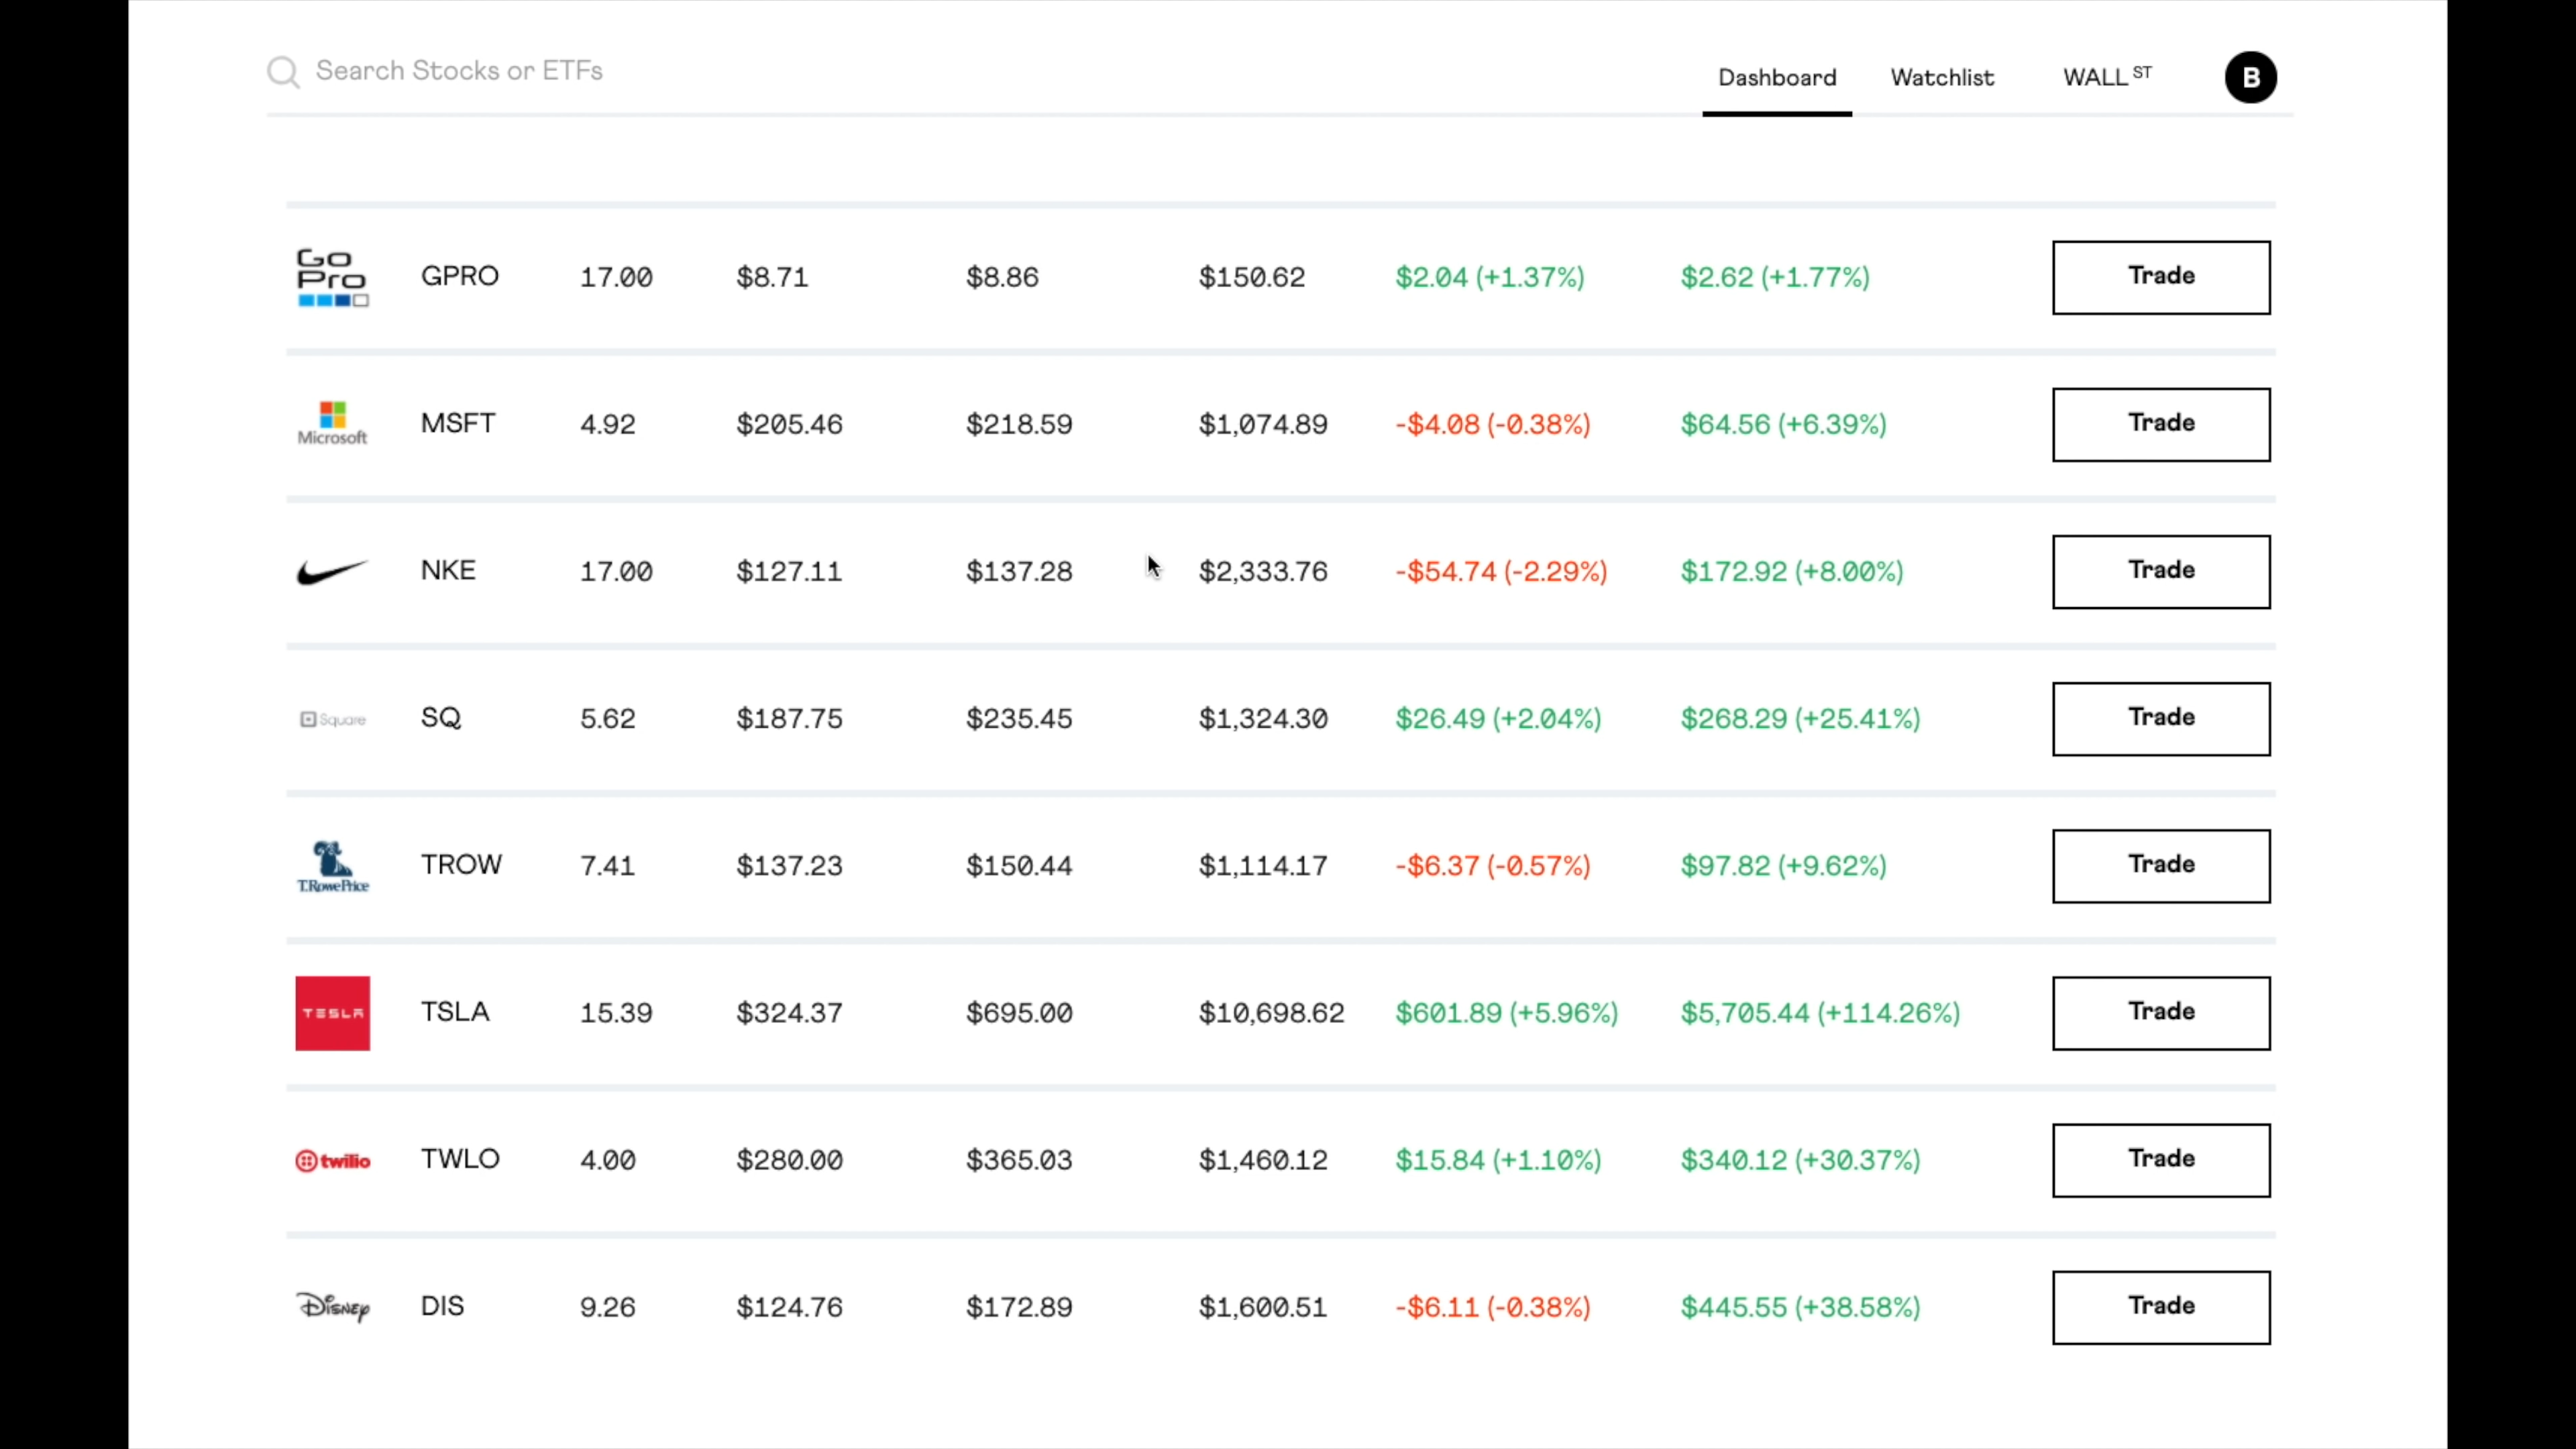 Search Stocks or ETFs Dashboard Watchlist WALL ST B
Go
Pro
GPRO 17.00 $8.71 $8.86 $150.62 $2.04 (+1.37%) $2.62 (+1.77%) Trade
Microsoft
MSFT 4.92 $205.46 $218.59 $1,074.89 -$4.08 (-0.38%) $64.56 (+6.39%) Trade
NKE 17.00 $127.11 $137.28 $2,333.76 -$54.74 (-2.29%) $172.92 (+8.00%) Trade
Square SQ 5.62 $187.75 $235.45 $1,324.30 $26.49 (+2.04%) $268.29 (+25.41%) Trade
T.RowePrice
TROW 7.41 $137.23 $150.44 $1,114.17 -$6.37 (-0.57%) $97.82 (+9.62%) Trade
TESLA TSLA 15.39 $324.37 $695.00 $10,698.62 $601.89 (+5.96%) $5,705.44 (+114.26%) Trade
twilio TWLO 4.00 $280.00 $365.03 $1,460.12 $15.84 (+1.10%) $340.12 (+30.37%) Trade
Disney DIS 9.26 $124.76 $172.89 $1,600.51 -$6.11 (-0.38%) $445.55 (+38.58%) Trade